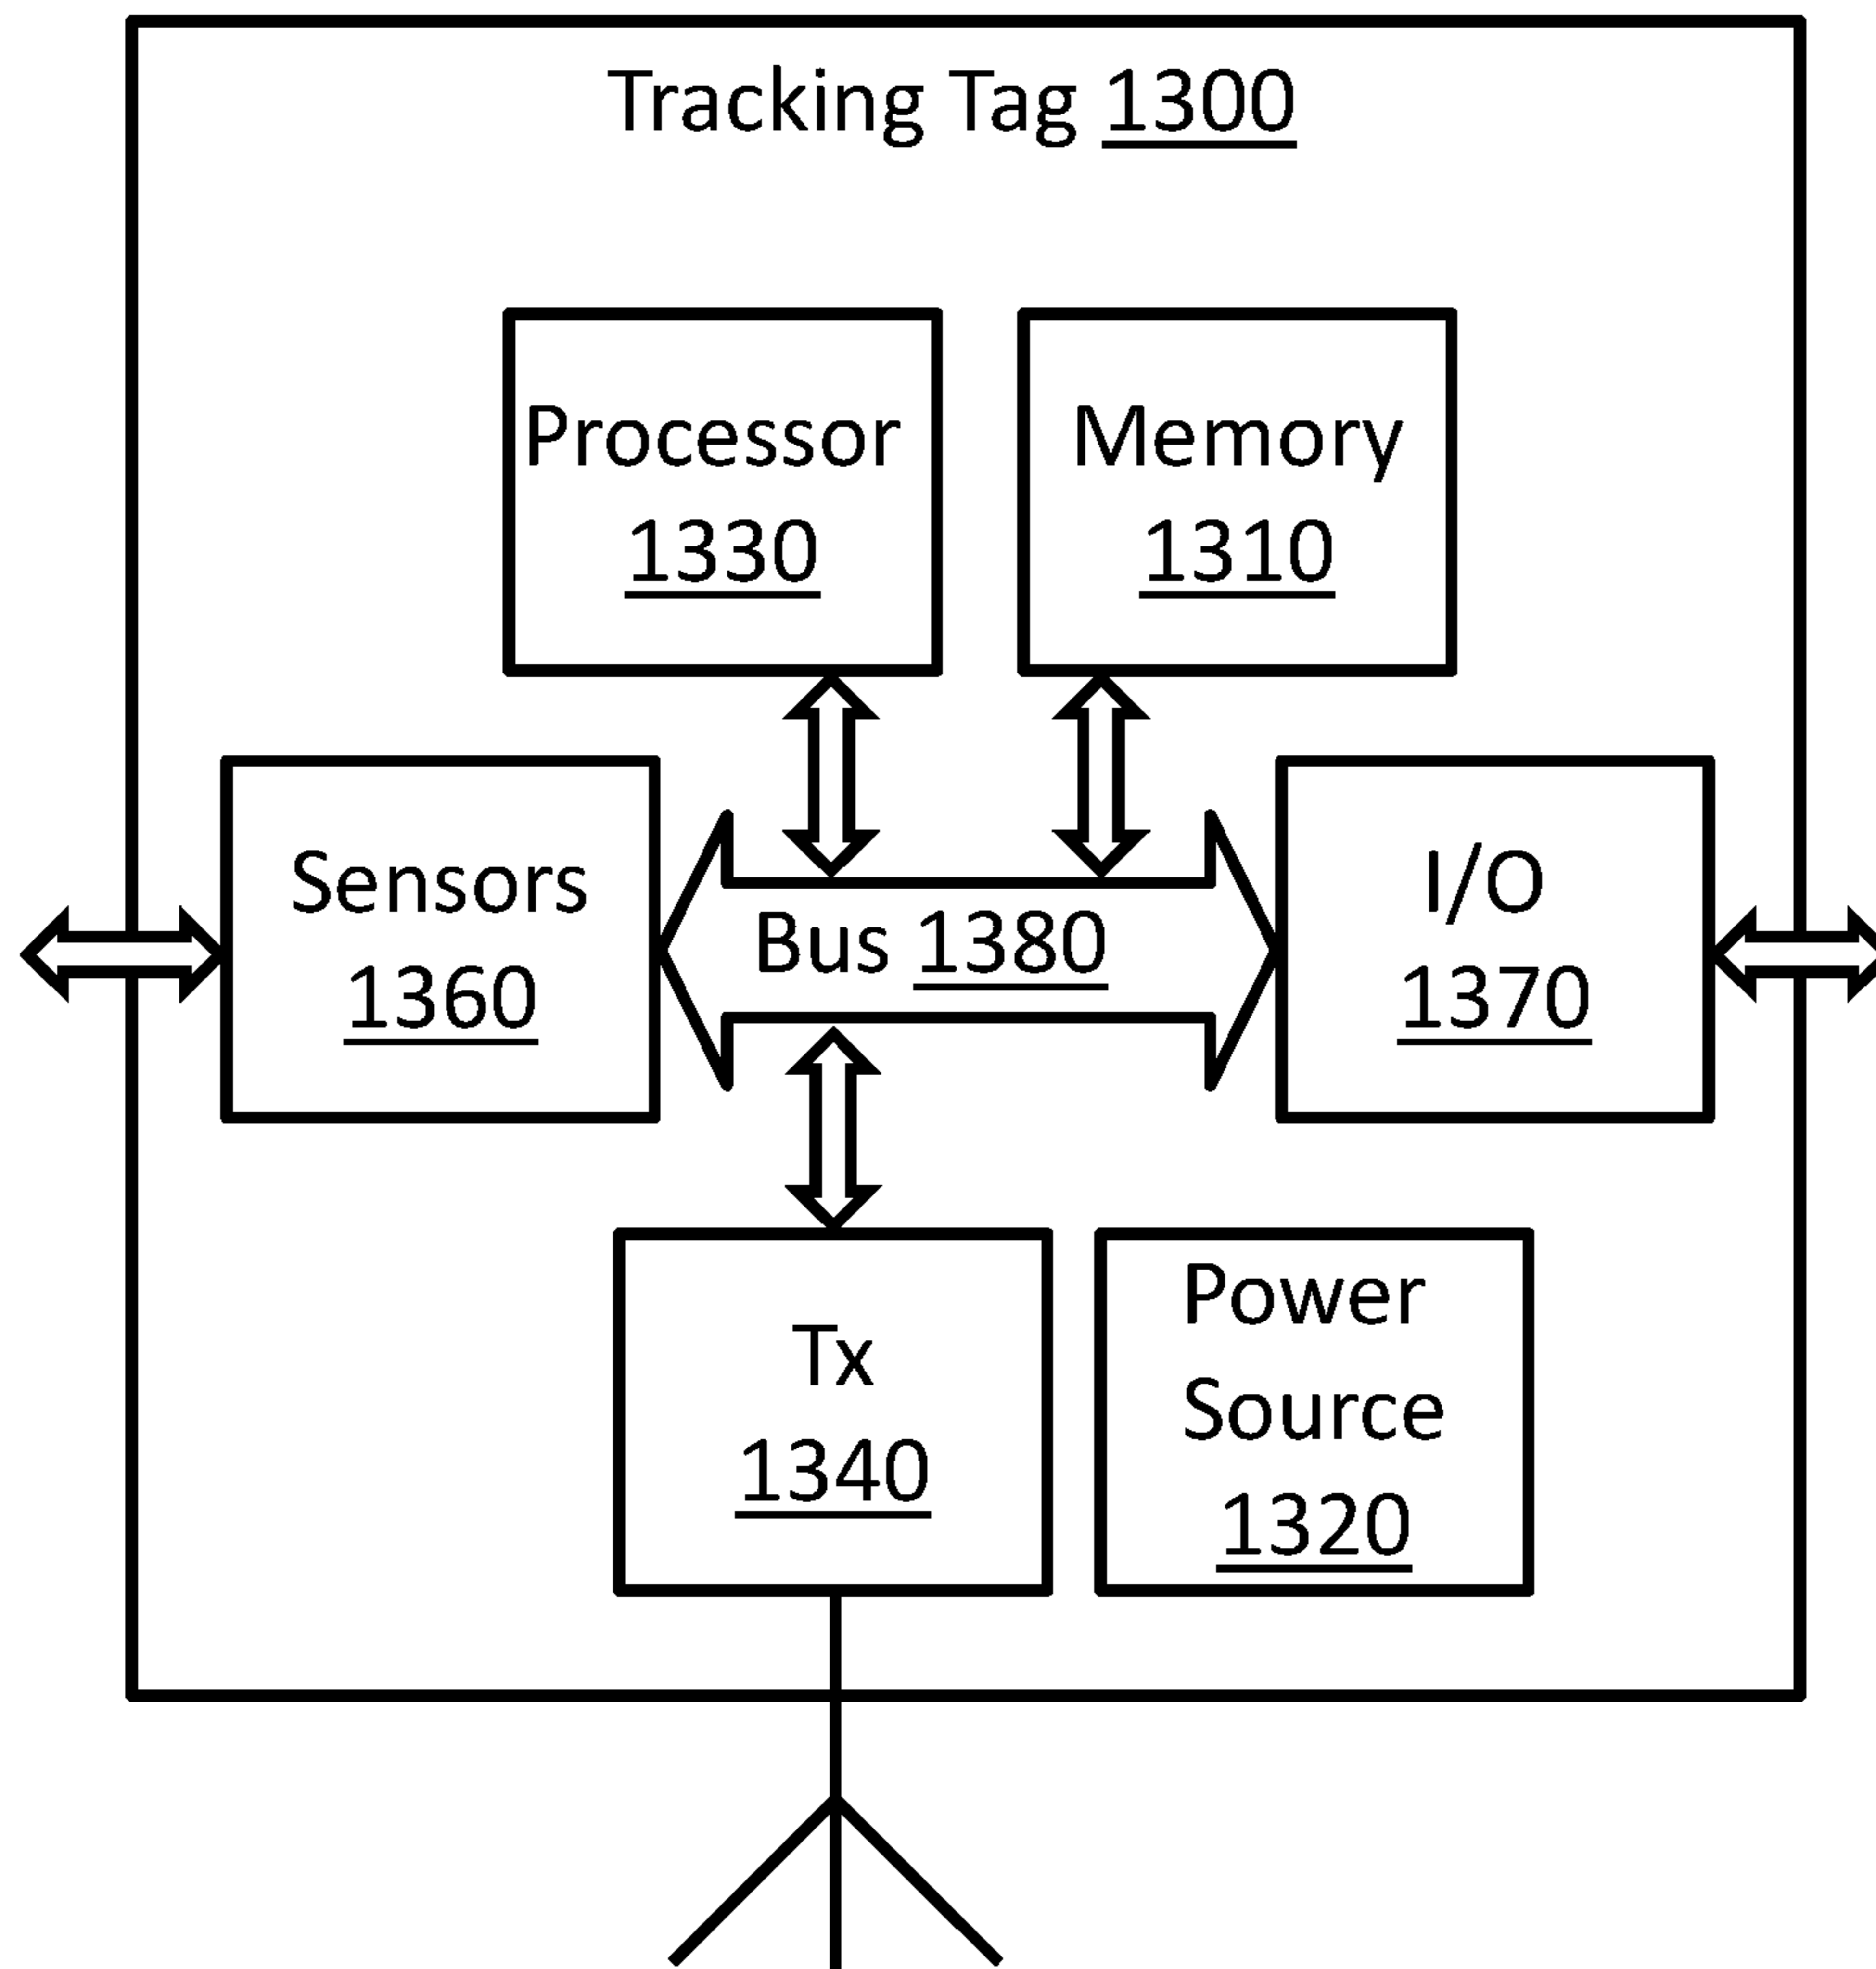 Tracking Tag 1300
Processor
1330
Memory
1310
Sensors
1360
Bus 1380
I/O
1370
Tx
1340
Power
Source
1320